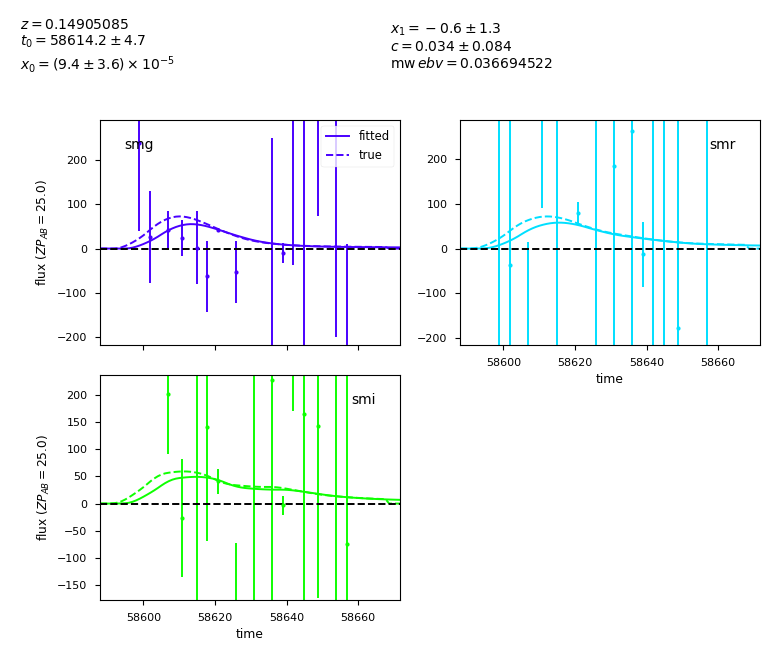 z = 0.14905085
t₀ = 58614.2 ± 4.7
x₀ = (9.4 ± 3.6) × 10⁻⁵
x₁ = −0.6 ± 1.3
c = 0.034 ± 0.084
mw ebv = 0.036694522
smg
fitted
true
200
100
0
−100
−200
flux (ZP_AB = 25.0)
smr
200
100
0
−100
−200
58600 58620 58640 58660
time
smi
200
150
100
50
0
−50
−100
−150
flux (ZP_AB = 25.0)
58600 58620 58640 58660
time